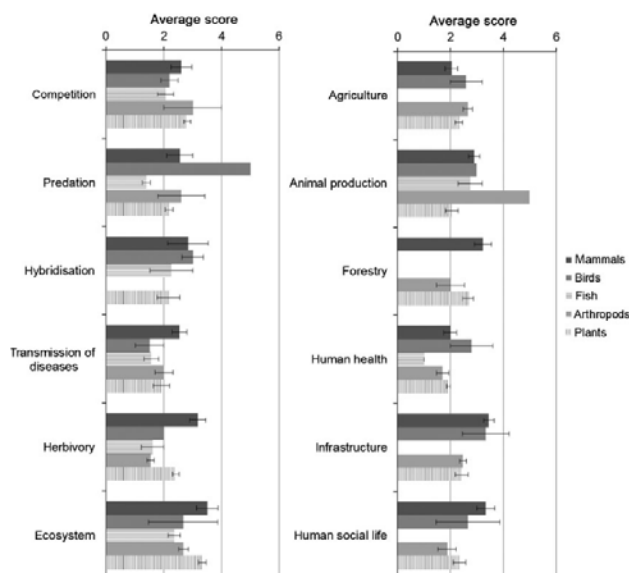 Average score
0 2 4 6
Competition
Predation
Hybridisation
Transmission of
diseases
Herbivory
Ecosystem
Average score
0 2 4 6
Agriculture
Animal production
Forestry
Human health
Infrastructure
Human social life
Mammals
Birds
Fish
Arthropods
Plants